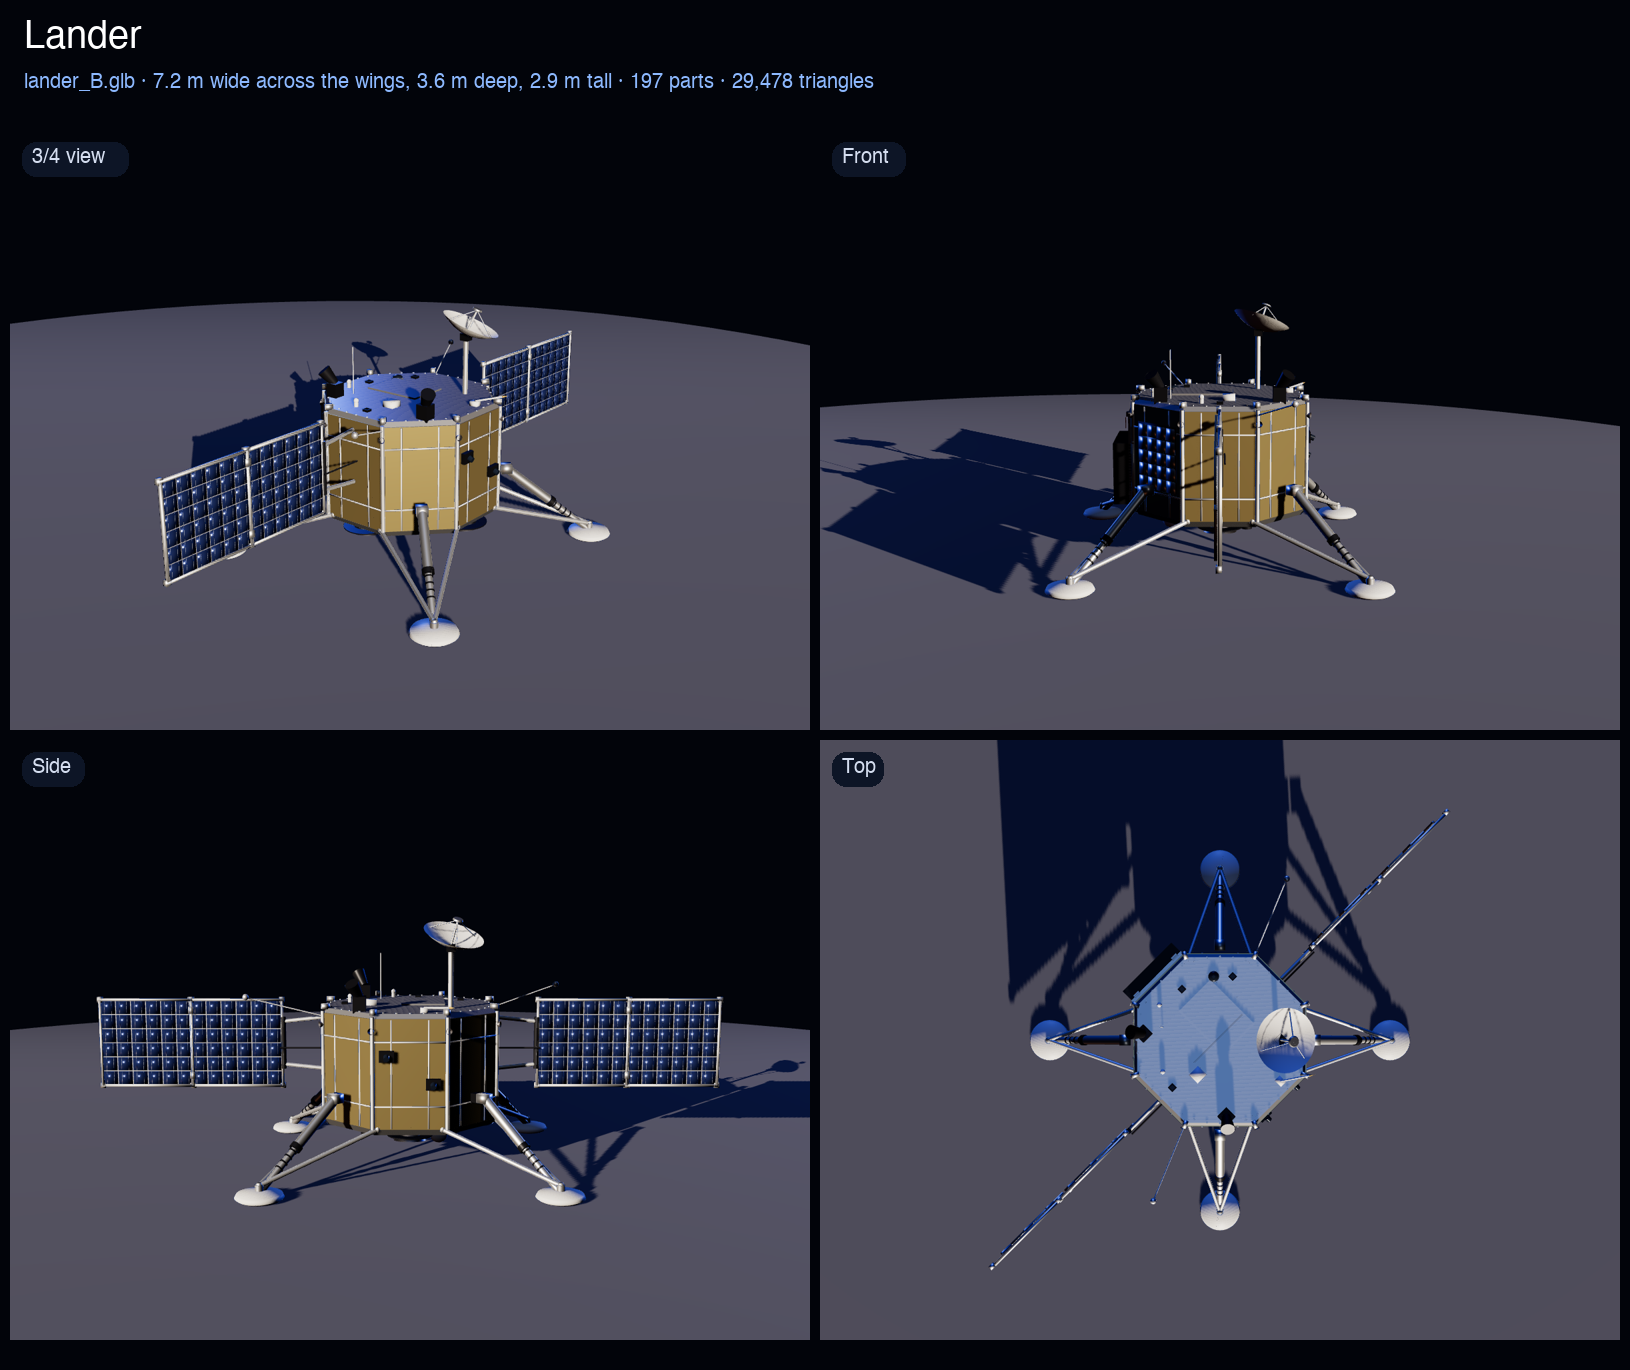 Lander
lander_B.glb · 7.2 m wide across the wings, 3.6 m deep, 2.9 m tall · 197 parts · 29,478 triangles
3/4 view
Front
Side
Top